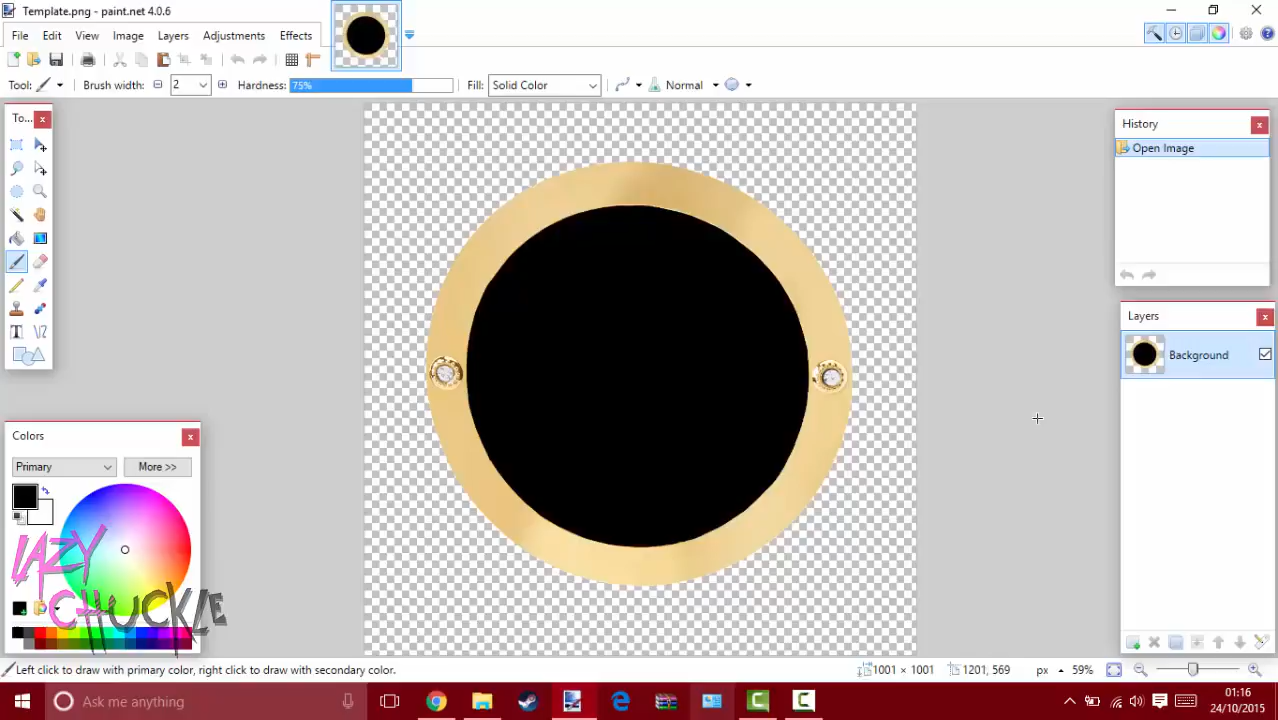 Template.png - paint.net 4.0.6
File Edit View Image Layers Adjustments Effects
Tool: Brush width: 2 Hardness: 75% Fill: Solid Color Normal
To...
History
Open Image
Layers
Background
Colors
Primary More >>
LAZY
CHUCKLE
Left click to draw with primary color, right click to draw with secondary color. 1001 × 1001 1201, 569 px 59%
Ask me anything
01:16
24/10/2015